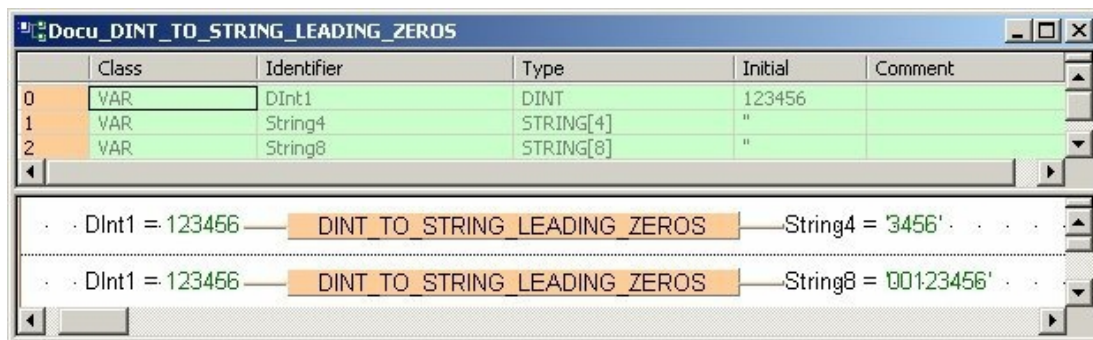 Docu_DINT_TO_STRING_LEADING_ZEROS
Class Identifier Type Initial Comment
0 VAR DInt1 DINT 123456
1 VAR String4 STRING[4] ''
2 VAR String8 STRING[8] ''
DInt1 = 123456 DINT_TO_STRING_LEADING_ZEROS String4 = '3456'
DInt1 = 123456 DINT_TO_STRING_LEADING_ZEROS String8 = '00123456'